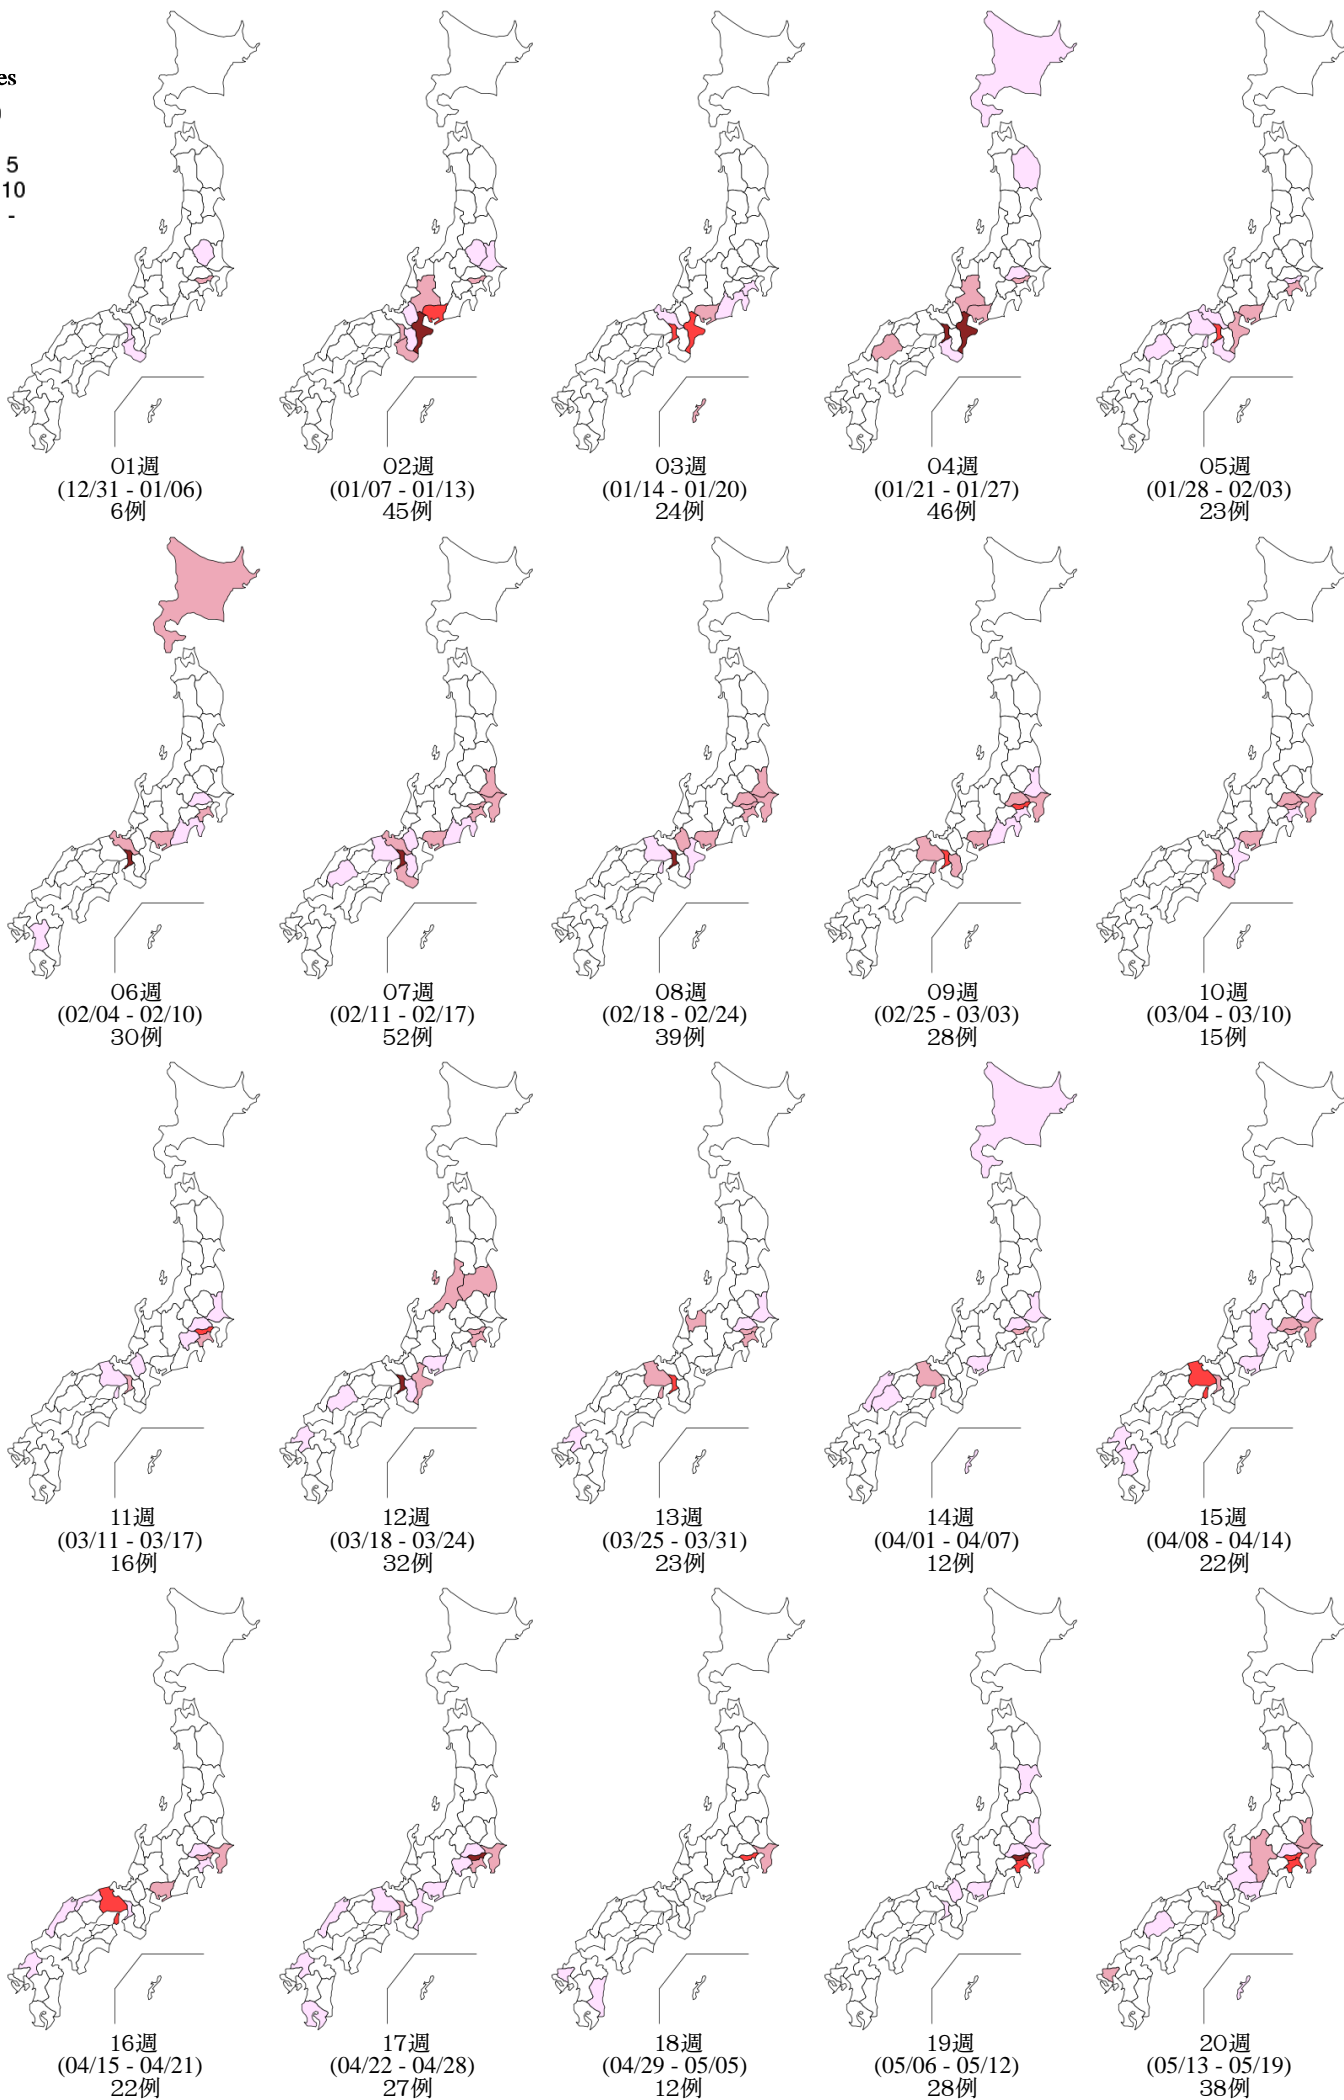 es
5
10
-
01週
(12/31 - 01/06)
6例
02週
(01/07 - 01/13)
45例
03週
(01/14 - 01/20)
24例
04週
(01/21 - 01/27)
46例
05週
(01/28 - 02/03)
23例
06週
(02/04 - 02/10)
30例
07週
(02/11 - 02/17)
52例
08週
(02/18 - 02/24)
39例
09週
(02/25 - 03/03)
28例
10週
(03/04 - 03/10)
15例
11週
(03/11 - 03/17)
16例
12週
(03/18 - 03/24)
32例
13週
(03/25 - 03/31)
23例
14週
(04/01 - 04/07)
12例
15週
(04/08 - 04/14)
22例
16週
(04/15 - 04/21)
22例
17週
(04/22 - 04/28)
27例
18週
(04/29 - 05/05)
12例
19週
(05/06 - 05/12)
28例
20週
(05/13 - 05/19)
38例